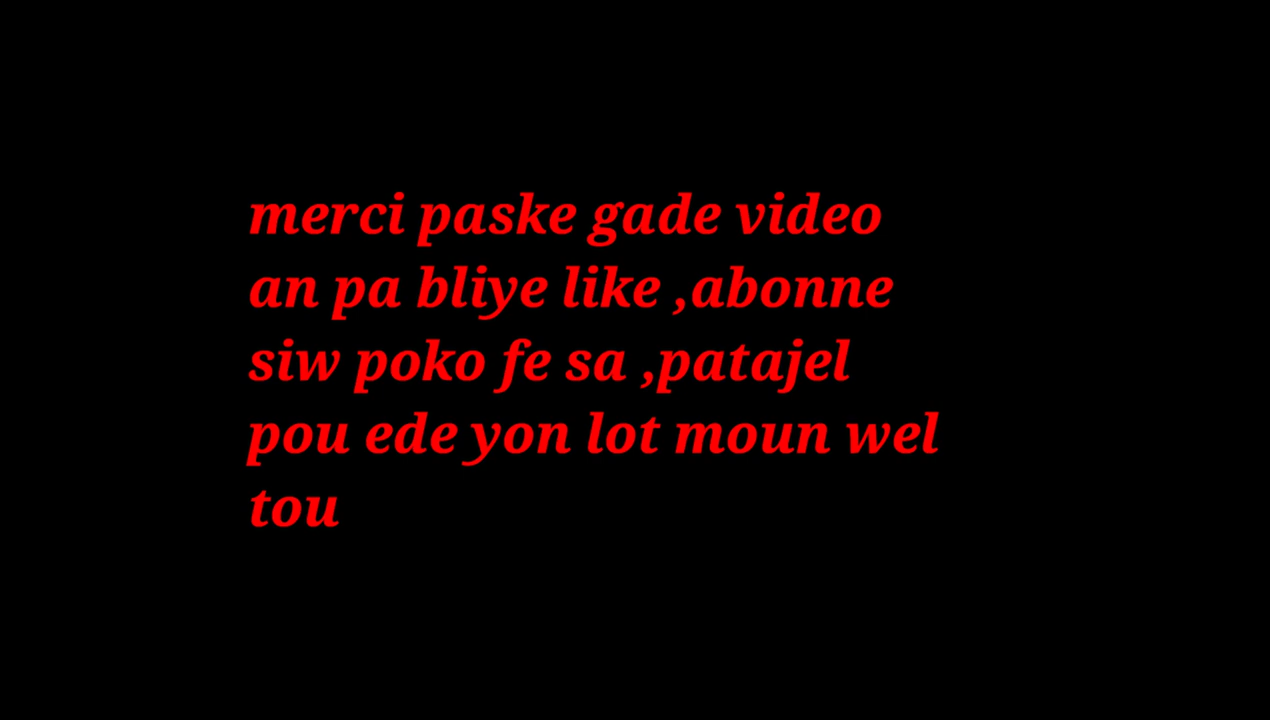 merci paske gade video
an pa bliye like ,abonne
siw poko fe sa ,patajel
pou ede yon lot moun wel
tou